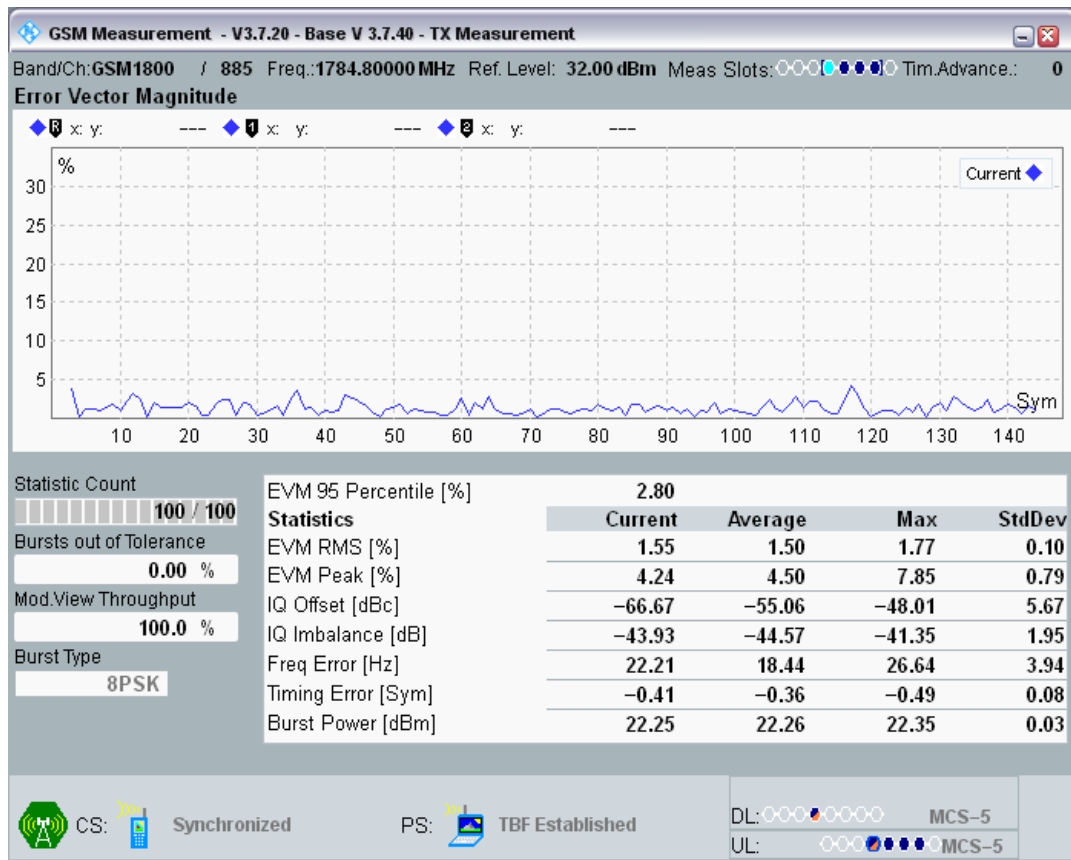 GSM Measurement - V3.7.20 - Base V 3.7.40 - TX Measurement
Band/Ch:GSM1800 / 885 Freq.:1784.80000 MHz Ref. Level: 32.00 dBm Meas Slots: Tim.Advance.: 0
Error Vector Magnitude
R x: y: --- 1 x: y: --- 2 x: y: ---
%
Current
30
25
20
15
10
5
Sym
10 20 30 40 50 60 70 80 90 100 110 120 130 140
Statistic Count
100 / 100
Bursts out of Tolerance
0.00 %
Mod.View Throughput
100.0 %
Burst Type
8PSK
EVM 95 Percentile [%] 2.80
Statistics Current Average Max StdDev
EVM RMS [%] 1.55 1.50 1.77 0.10
EVM Peak [%] 4.24 4.50 7.85 0.79
IQ Offset [dBc] −66.67 −55.06 −48.01 5.67
IQ Imbalance [dB] −43.93 −44.57 −41.35 1.95
Freq Error [Hz] 22.21 18.44 26.64 3.94
Timing Error [Sym] −0.41 −0.36 −0.49 0.08
Burst Power [dBm] 22.25 22.26 22.35 0.03
CS: Synchronized PS: TBF Established
DL: MCS−5
UL: MCS−5